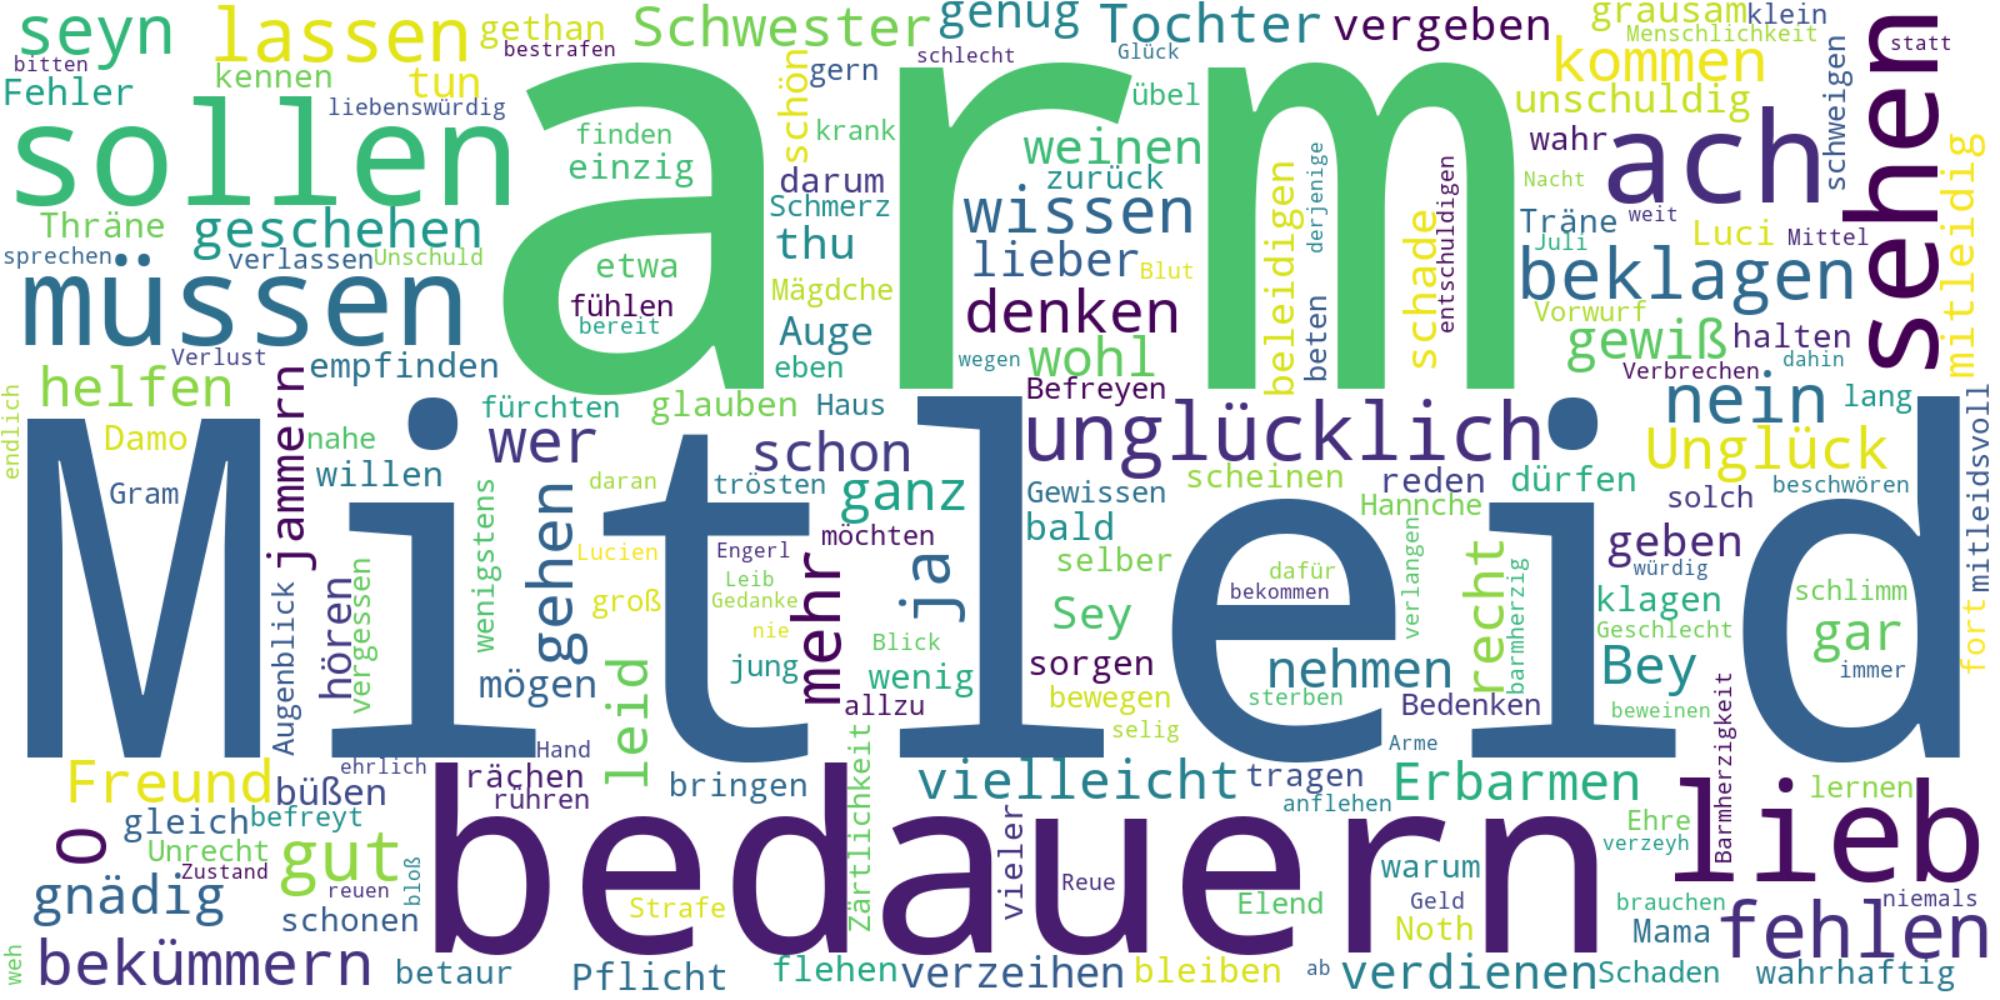 seyn
lassen
gethan
bestrafen
Schwester
genug
Tochter
vergeben
grausam
klein
Menschlichkeit
statt
bitten
Fehler
kennen
tun
liebenswürdig
schön
gern
schlecht
Glück
kommen
schweigen
sehen
sollen
arm
finden
einzig
krank
übel
unschuldig
weinen
wahr
ach
mitleidig
darum
zurück
beleidigen
derjenige
entschuldigen
Nacht
Thräne
geschehen
Schmerz
wissen
schade
Träne
weit
sprechen
verlassen
Unschuld
thu
lieber
Blut
Juli
Luci
Mittel
etwa
beklagen
müssen
fühlen
bereit
Mägdche
denken
beten
Vorwurf
Auge
gewiß
halten
Verlust
empfinden
eben
wegen
wohl
Verbrechen
dahin
helfen
jammern
Befreyen
nein
lang
endlich
fürchten
glauben
Haus
unglücklich
mitleidsvoll
Mitleid
Damo
nahe
wer
schon
Unglück
willen
daran
trösten
ganz
scheinen
reden
dürfen
beschwören
Gram
Gewissen
Hannche
solch
wenigstens
gehen
möchten
bald
verlangen
recht
geben
Lucien
Engerl
mehr
ja
selber
dafür
würdig
Augenblick
hören
vergessen
Leib
bekommen
barmherzig
schlimm
groß
Gedanke
Sey
klagen
nie
Blick
Geschlecht
gar
fort
leid
jung
wenig
sorgen
nehmen
Bey
immer
mögen
bewegen
sterben
allzu
Bedenken
beweinen
Barmherzigkeit
selig
Hand
Arme
Freund
büßen
ehrlich
rächen
rühren
bringen
Zärtlichkeit
vielleicht
tragen
anflehen
Erbarmen
lieb
lernen
o
gleich
befreyt
bedauern
vieler
Ehre
Unrecht
gut
verzeyh
Zustand
bloß
warum
gnädig
reuen
Reue
schonen
Strafe
Elend
Geld
brauchen
niemals
Noth
Mama
fehlen
weh
bekümmern
betaur
Pflicht
flehen
verzeihen
bleiben
ab
verdienen
Schaden
wahrhaftig